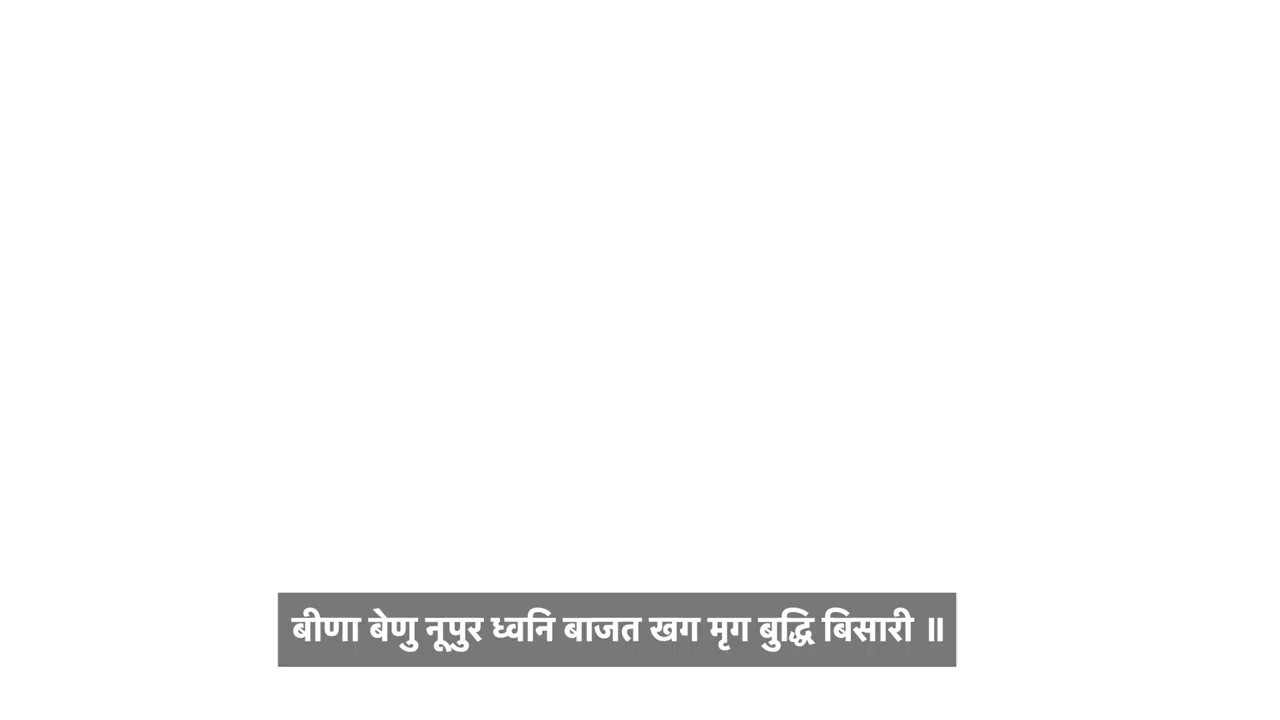 बीणा बेणु नूपुर ध्वनि बाजत खग मृग बुद्धि बिसारी ॥